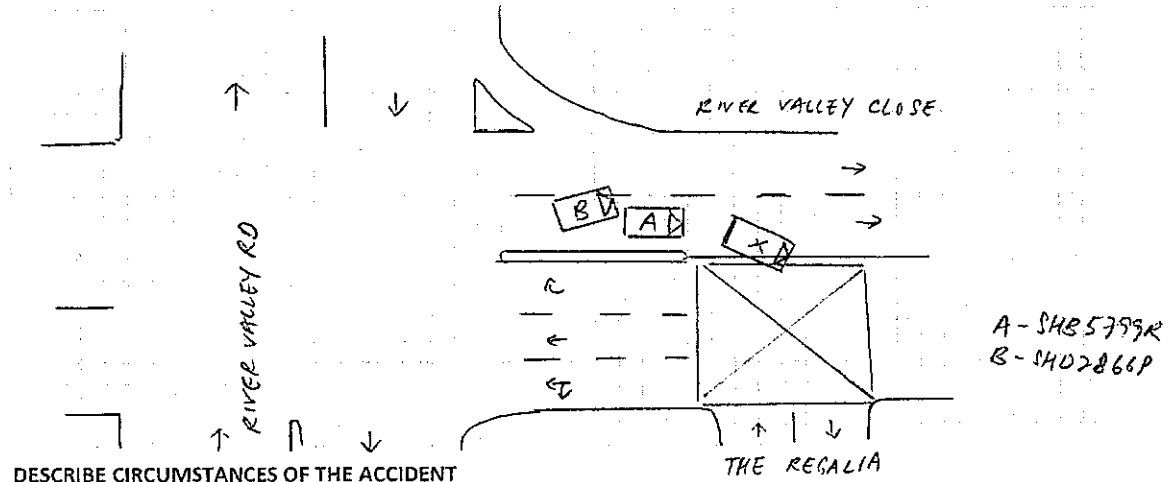 RIVER VALLEY CLOSE
B
A
X
RIVER VALLEY RD
A - SHB5799R
B - SHD2866P
THE REGALIA
DESCRIBE CIRCUMSTANCES OF THE ACCIDENT